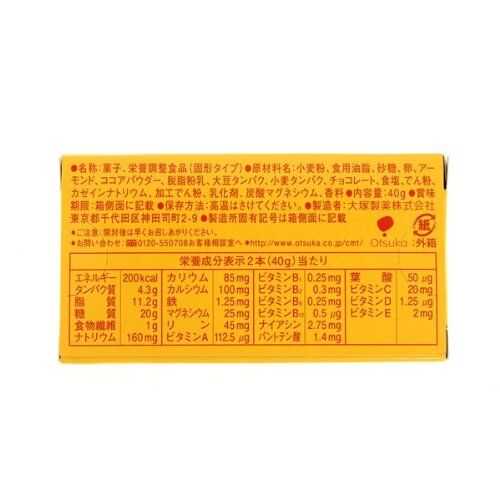 ●名称:菓子、栄養調整食品(固形タイプ)●原材料名:小麦粉、食用油脂、砂糖、卵、アー
モンド、ココアパウダー、脱脂粉乳、大豆タンパク、小麦タンパク、チョコレート、食塩、でん粉、
カゼインナトリウム、加工でん粉、乳化剤、炭酸マグネシウム、香料●内容量:40g●賞味
期限:箱側面に記載 ●保存方法:高温はさけてください。●製造者:大塚製薬株式会社
東京都千代田区神田司町2-9 ●製造所固有記号は箱側面に記載
●ご注意:開封後は早めにお召しあがりください。
●お問い合わせ:0120-550708お客様相談室へ ●http://www.otsuka.co.jp/cmt/ Otsuka
紙
:外箱
栄養成分表示2本(40g)当たり
エネルギー 200kcal カリウム 85mg ビタミンB₁ 0.25mg 葉酸 50μg
タンパク質 4.3g カルシウム 100mg ビタミンB₂ 0.3mg ビタミンC 20mg
脂質 11.2g 鉄 1.25mg ビタミンB₆ 0.25mg ビタミンD 1.25μg
糖質 20g マグネシウム 25mg ビタミンB₁₂ 0.5μg ビタミンE 2mg
食物繊維 1g リン 45mg ナイアシン 2.75mg
ナトリウム 160mg ビタミンA 112.5μg パントテン酸 1.4mg